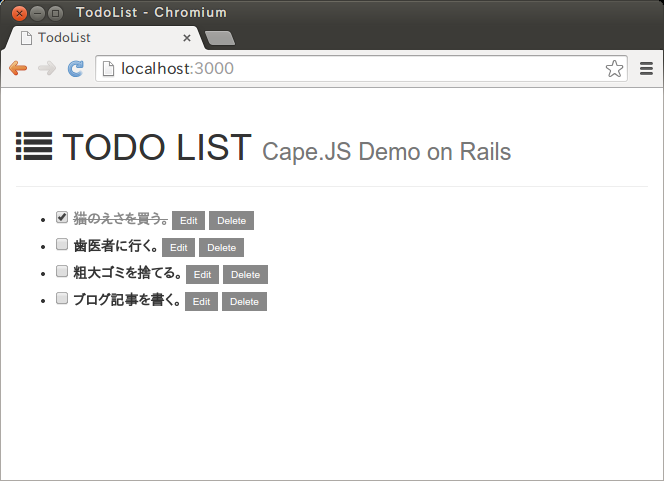 TodoList - Chromium
TodoList
localhost:3000
TODO LIST Cape.JS Demo on Rails
猫のえさを買う。 Edit Delete
歯医者に行く。 Edit Delete
粗大ゴミを捨てる。 Edit Delete
ブログ記事を書く。 Edit Delete